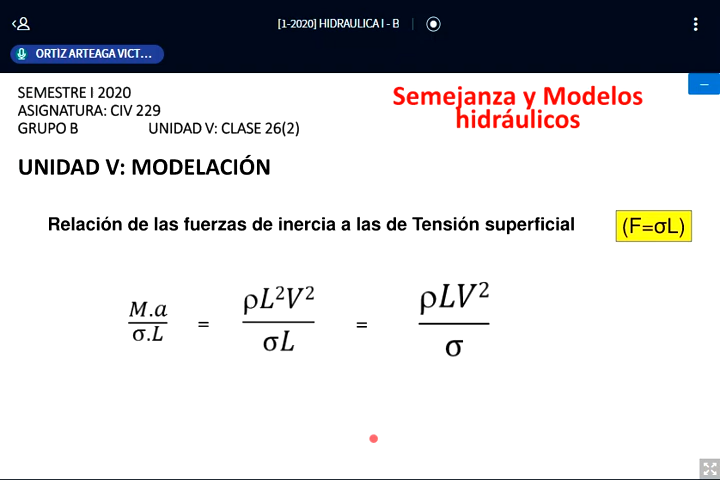 [1-2020] HIDRAULICA I - B
ORTIZ ARTEAGA VICT...
SEMESTRE I 2020
ASIGNATURA: CIV 229
GRUPO B UNIDAD V: CLASE 26(2)
Semejanza y Modelos
hidráulicos
UNIDAD V: MODELACIÓN
Relación de las fuerzas de inercia a las de Tensión superficial (F=σL)
M.a/σ.L = ρL²V²/σL = ρLV²/σ